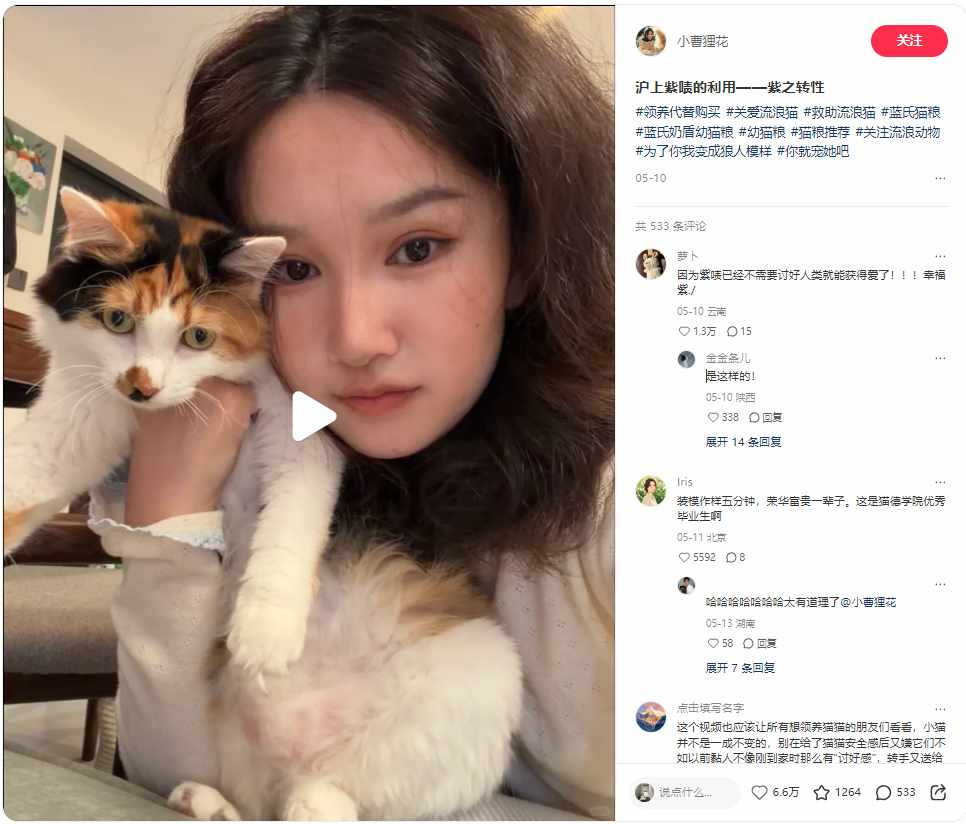 小曹狸花
关注
沪上紫啧的利用——紫之转性
#领养代替购买 #关爱流浪猫 #救助流浪猫 #蓝氏猫粮
#蓝氏奶盾幼猫粮 #幼猫粮 #猫粮推荐 #关注流浪动物
#为了你我变成狼人模样 #你就宠她吧
05-10
共 533 条评论
萝卜
因为紫啧已经不需要讨好人类就能获得爱了！！！幸福
紫./
05-10 云南
1.3万 15
金金条儿
是这样的！
05-10 陕西
338 回复
展开 14 条回复
Iris
装模作样五分钟，荣华富贵一辈子。这是猫德学院优秀
毕业生啊
05-11 北京
5592 8
哈哈哈哈哈哈哈太有道理了@小曹狸花
05-13 湖南
58 回复
展开 7 条回复
点击填写名字
这个视频也应该让所有想领养猫猫的朋友们看看，小猫
并不是一成不变的，别在给了猫猫安全感后又嫌它们不
如以前黏人不像刚到家时那么有“讨好感”，转手又送给
说点什么... 6.6万 1264 533